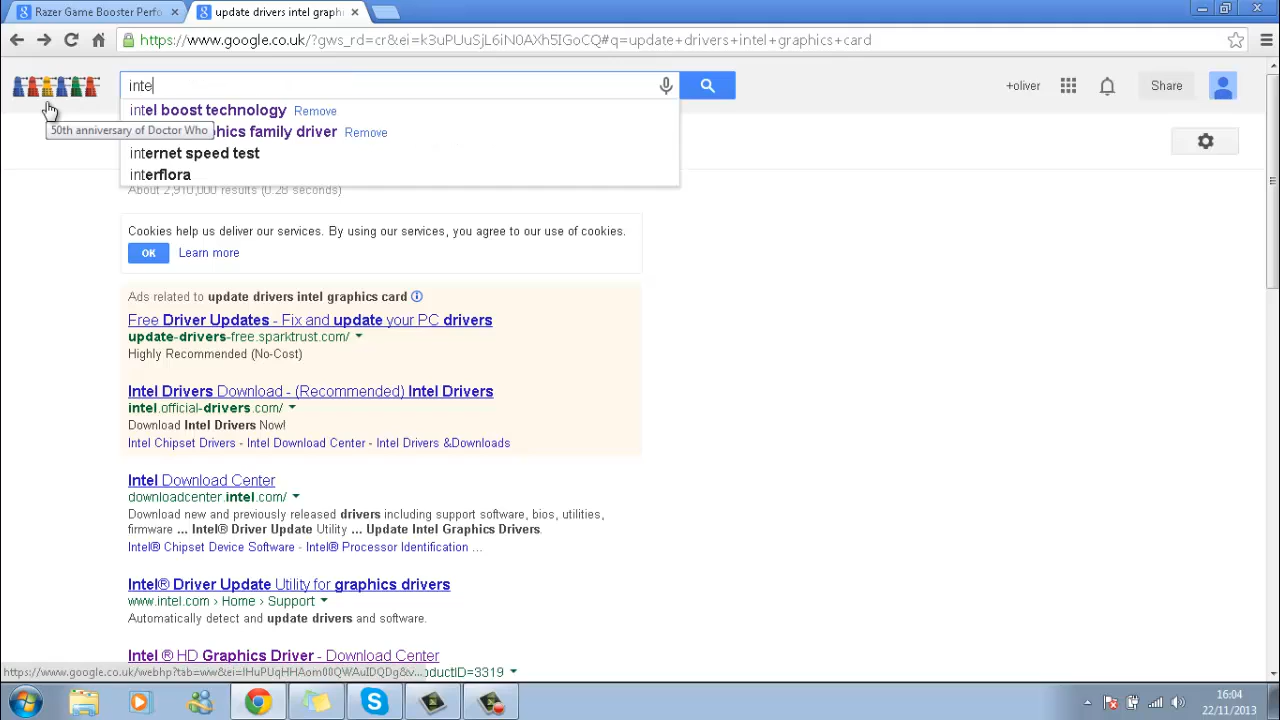 Razer Game Booster Perfo
update drivers intel graph
https://www.google.co.uk/?gws_rd=cr&ei=k3uPUuSjL6iN0AXh5IGoCQ#q=update+drivers+intel+graphics+card
inte
+oliver
Share
intel boost technology Remove
50th anniversary of Doctor Who
hics family driver Remove
internet speed test
interflora
About 2,910,000 results (0.28 seconds)
Cookies help us deliver our services. By using our services, you agree to our use of cookies.
OK Learn more
Ads related to update drivers intel graphics card
Free Driver Updates - Fix and update your PC drivers
update-drivers-free.sparktrust.com/
Highly Recommended (No-Cost)
Intel Drivers Download - (Recommended) Intel Drivers
intel.official-drivers.com/
Download Intel Drivers Now!
Intel Chipset Drivers - Intel Download Center - Intel Drivers &Downloads
Intel Download Center
downloadcenter.intel.com/
Download new and previously released drivers including support software, bios, utilities,
firmware ... Intel® Driver Update Utility ... Update Intel Graphics Drivers.
Intel® Chipset Device Software - Intel® Processor Identification ...
Intel® Driver Update Utility for graphics drivers
www.intel.com › Home › Support
Automatically detect and update drivers and software.
Intel ® HD Graphics Driver - Download Center
https://www.google.co.uk/webhp?tab=ww&ei=lHuPUqHHAom00QWAUIDQDg&v... oductID=3319
16:04
22/11/2013